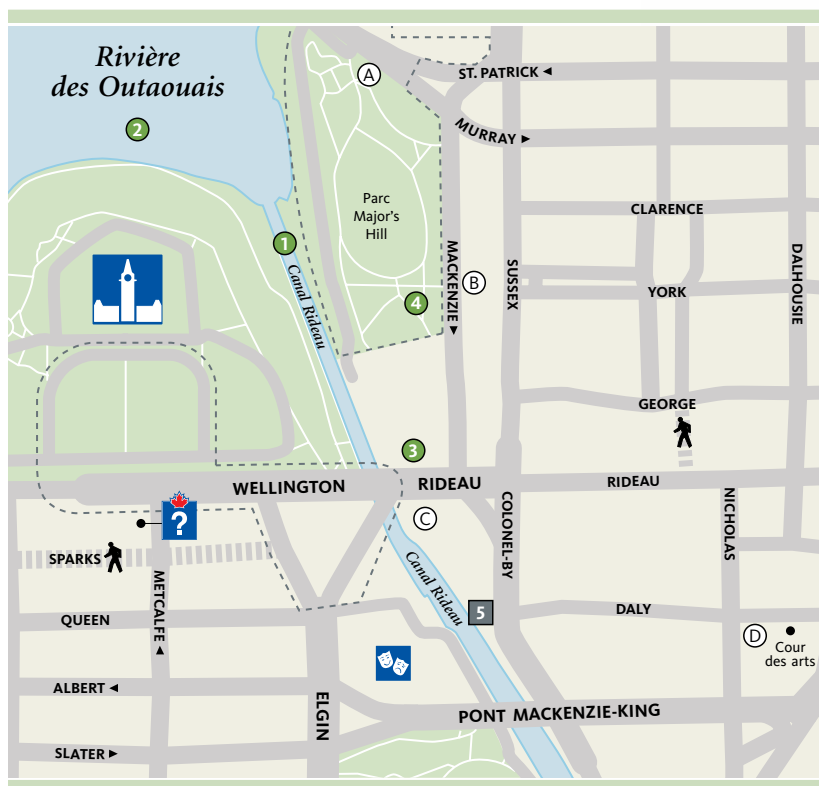 Rivière
des Outaouais
2
A
ST. PATRICK
MURRAY
Parc
Major's
Hill
CLARENCE
1
Canal Rideau
MACKENZIE
B
SUSSEX
YORK
DALHOUSIE
4
GEORGE
3
WELLINGTON
RIDEAU
RIDEAU
C
COLONEL-BY
NICHOLAS
?
SPARKS
METCALFE
Canal Rideau
QUEEN
5
DALY
D
Cour
des arts
ALBERT
ELGIN
PONT MACKENZIE-KING
SLATER